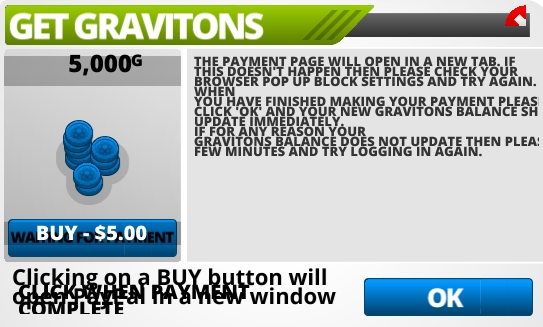 GET GRAVITONS
5,000G
THE PAYMENT PAGE WILL OPEN IN A NEW TAB. IF
THIS DOESN'T HAPPEN THEN PLEASE CHECK YOUR
BROWSER POP UP BLOCK SETTINGS AND TRY AGAIN.
WHEN
YOU HAVE FINISHED MAKING YOUR PAYMENT PLEAS
CLICK 'OK' AND YOUR NEW GRAVITONS BALANCE SH
UPDATE IMMEDIATELY.
IF FOR ANY REASON YOUR
GRAVITONS BALANCE DOES NOT UPDATE THEN PLEAS
FEW MINUTES AND TRY LOGGING IN AGAIN.
BUY - $5.00
WAITING FOR PAYMENT
Clicking on a BUY button will
open PayPal in a new window
CLICK WHEN PAYMENT
COMPLETE
OK